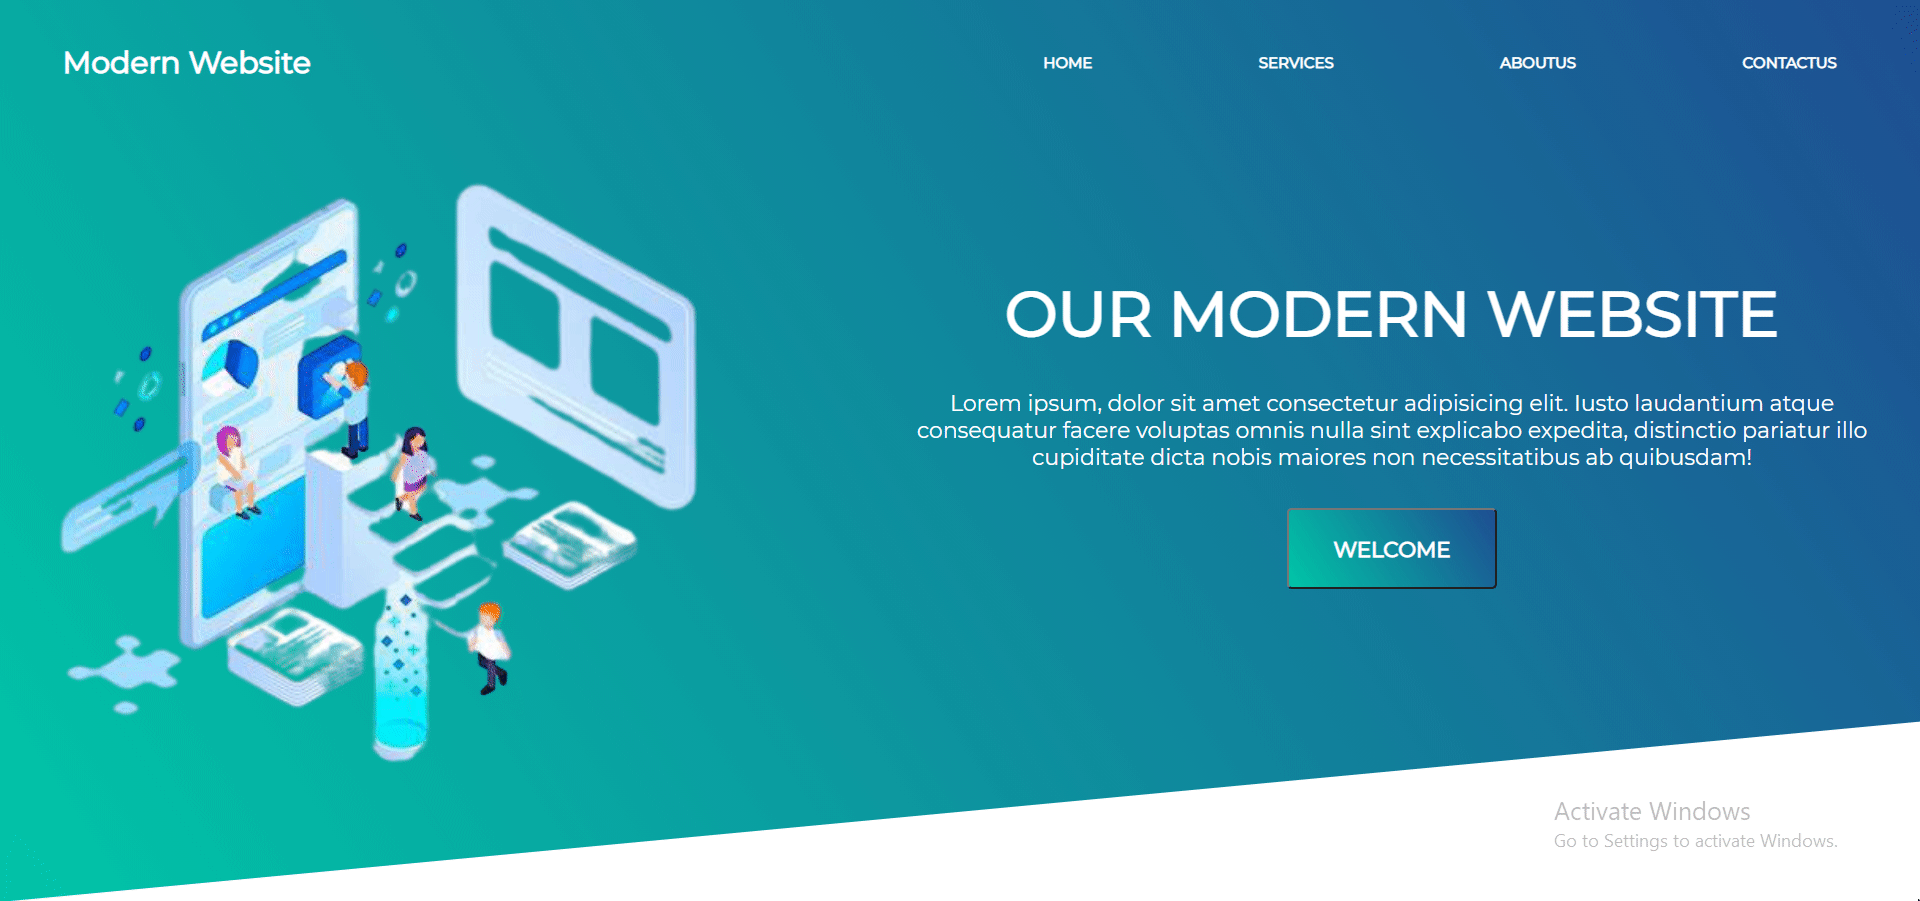 Modern Website
HOME
SERVICES
ABOUTUS
CONTACTUS
OUR MODERN WEBSITE
Lorem ipsum, dolor sit amet consectetur adipisicing elit. Iusto laudantium atque
consequatur facere voluptas omnis nulla sint explicabo expedita, distinctio pariatur illo
cupiditate dicta nobis maiores non necessitatibus ab quibusdam!
WELCOME
Activate Windows
Go to Settings to activate Windows.